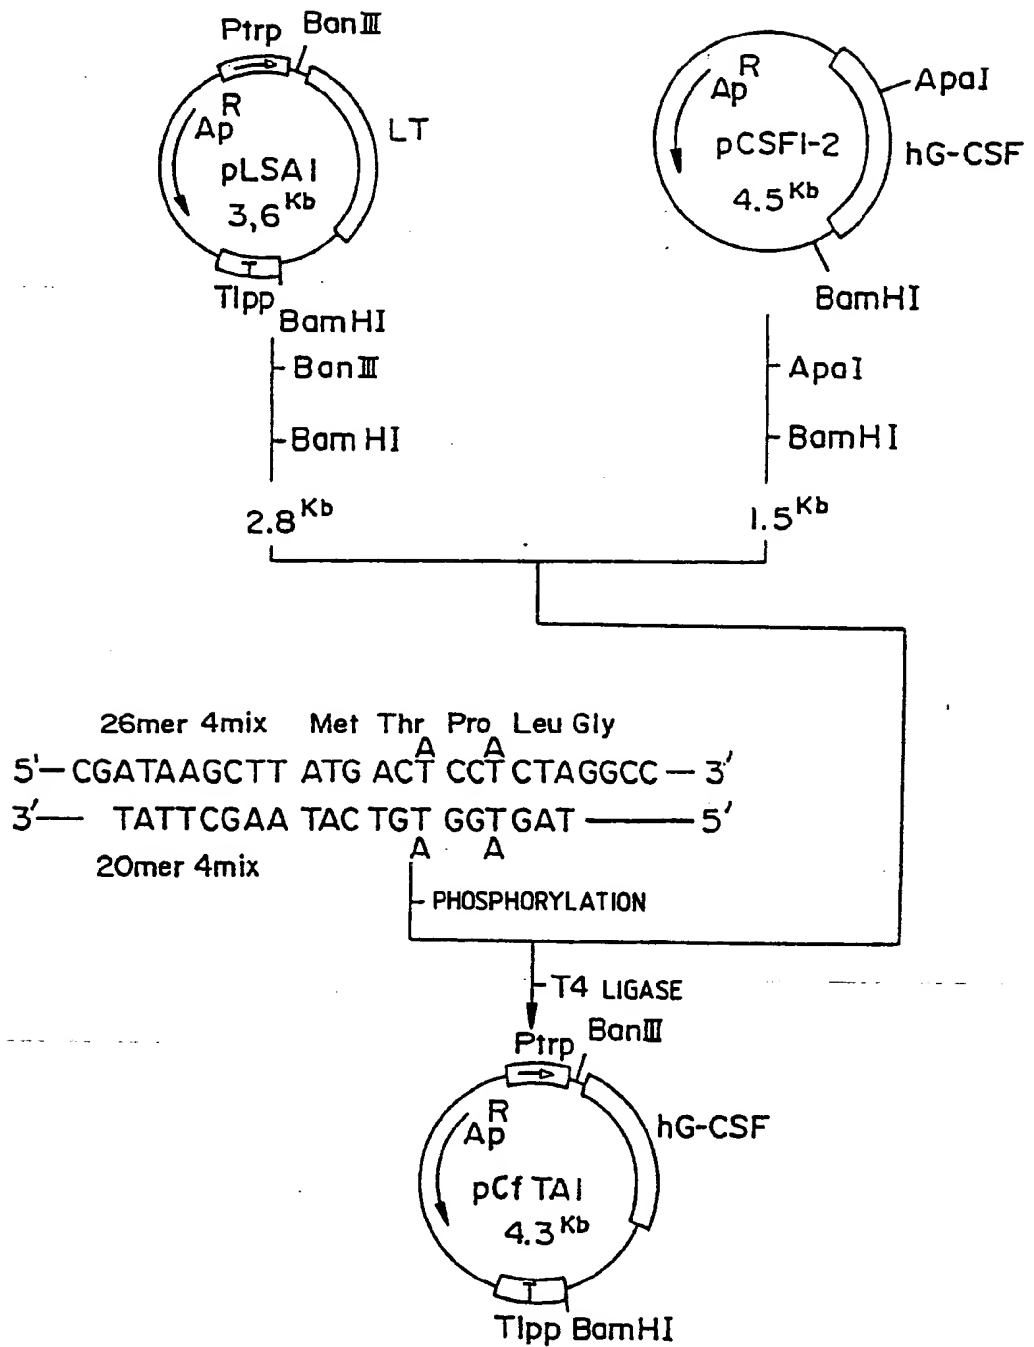 Ptrp BanIII
Ap R
LT
pLSA1
3,6 Kb
T
Tlpp
BamHI
BanIII
BamHI
2.8 Kb
Ap R
ApaI
pCSF1-2
hG-CSF
4.5 Kb
BamHI
ApaI
BamHI
1.5 Kb
26mer 4mix Met Thr Pro Leu Gly
A A
5'— CGATAAGCTT ATG ACT CCT CTAGGCC — 3'
3'— TATTCGAA TAC TGT GGT GAT — 5'
A A
20mer 4mix
PHOSPHORYLATION
T4 LIGASE
Ptrp BanIII
Ap R
hG-CSF
pCfTA1
4.3 Kb
T
Tlpp BamHI